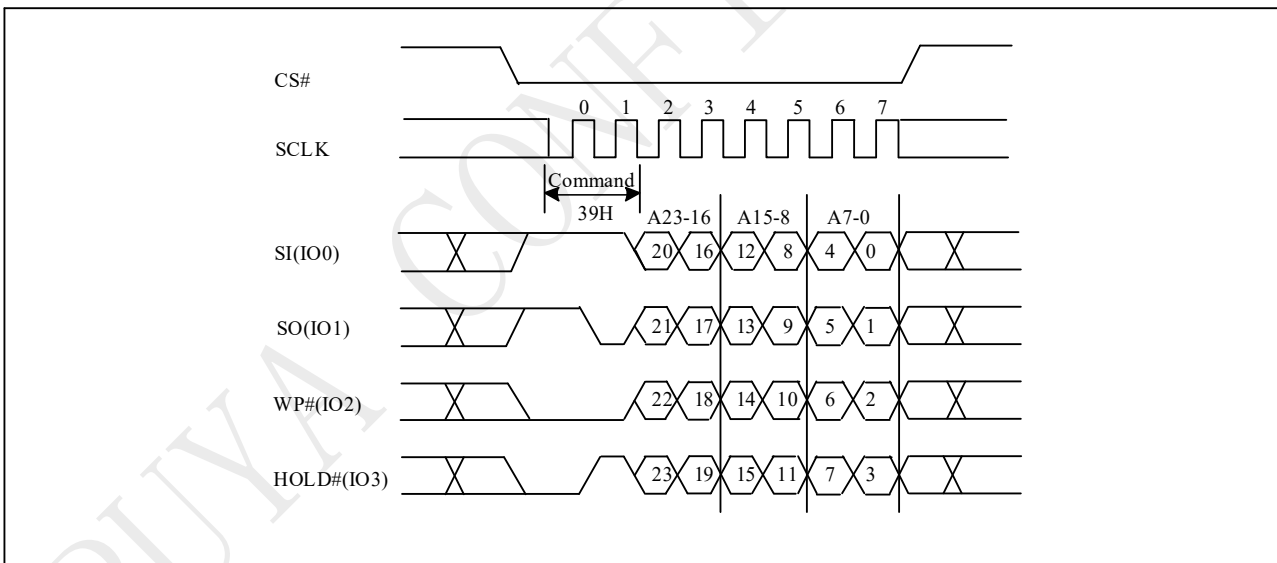 CS#
0 1 2 3 4 5 6 7
SCLK
Command
39H A23-16 A15-8 A7-0
SI(IO0) 20 16 12 8 4 0
SO(IO1) 21 17 13 9 5 1
WP#(IO2) 22 18 14 10 6 2
HOLD#(IO3) 23 19 15 11 7 3
PUYA CONF